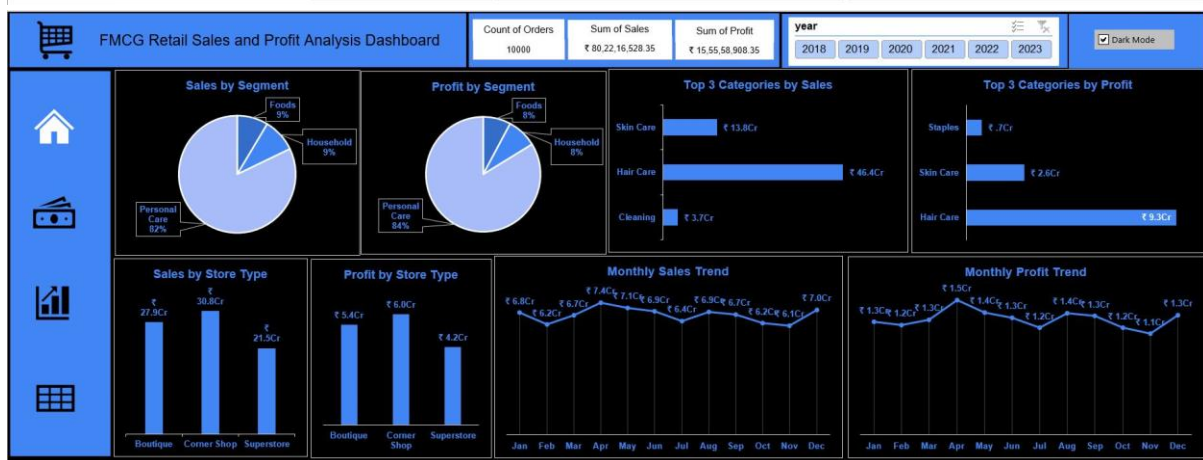 FMCG Retail Sales and Profit Analysis Dashboard
Count of Orders
10000
Sum of Sales
₹ 80,22,16,528.35
Sum of Profit
₹ 15,55,58,908.35
year
2018 2019 2020 2021 2022 2023
Dark Mode
Sales by Segment
Foods
9%
Household
9%
Personal
Care
82%
Profit by Segment
Foods
8%
Household
8%
Personal
Care
84%
Top 3 Categories by Sales
Skin Care ₹ 13.8Cr
Hair Care ₹ 46.4Cr
Cleaning ₹ 3.7Cr
Top 3 Categories by Profit
Staples ₹ .7Cr
Skin Care ₹ 2.6Cr
Hair Care ₹ 9.3Cr
Sales by Store Type
₹
27.9Cr
₹
30.8Cr
₹
21.5Cr
Boutique Corner Shop Superstore
Profit by Store Type
₹ 5.4Cr ₹ 6.0Cr ₹ 4.2Cr
Boutique Corner
Shop Superstore
Monthly Sales Trend
₹ 6.8Cr ₹ 6.2Cr ₹ 6.7Cr ₹ 7.4Cr ₹ 7.1Cr ₹ 6.9Cr ₹ 6.4Cr ₹ 6.9Cr ₹ 6.7Cr ₹ 6.2Cr ₹ 6.1Cr ₹ 7.0Cr
Jan Feb Mar Apr May Jun Jul Aug Sep Oct Nov Dec
Monthly Profit Trend
₹ 1.3Cr ₹ 1.2Cr ₹ 1.3Cr ₹ 1.5Cr ₹ 1.4Cr ₹ 1.3Cr ₹ 1.2Cr ₹ 1.4Cr ₹ 1.3Cr ₹ 1.2Cr ₹ 1.1Cr ₹ 1.3Cr
Jan Feb Mar Apr May Jun Jul Aug Sep Oct Nov Dec